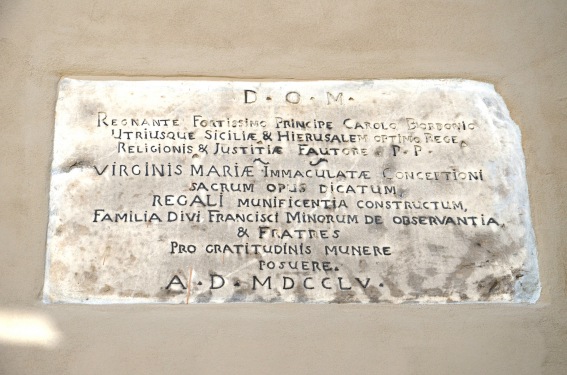 D·O·M·
REGNANTE FORTISSIMO PRINCIPE CAROLO BORBONIO
UTRIUSQUE SICILIÆ & HIERUSALEM OPTIMO REGE,
RELIGIONIS & JUSTITIÆ FAUTORE P·P·
VIRGINIS MARIÆ IMMACULATÆ CONCEPTIONI
SACRUM OPUS DICATUM,
REGALI MUNIFICENTIA CONSTRUCTUM,
FAMILIA DIVI FRANCISCI MINORUM DE OBSERVANTIA,
& FRATRES
PRO GRATITUDINIS MUNERE
POSUERE.
A·D·MDCCLV·